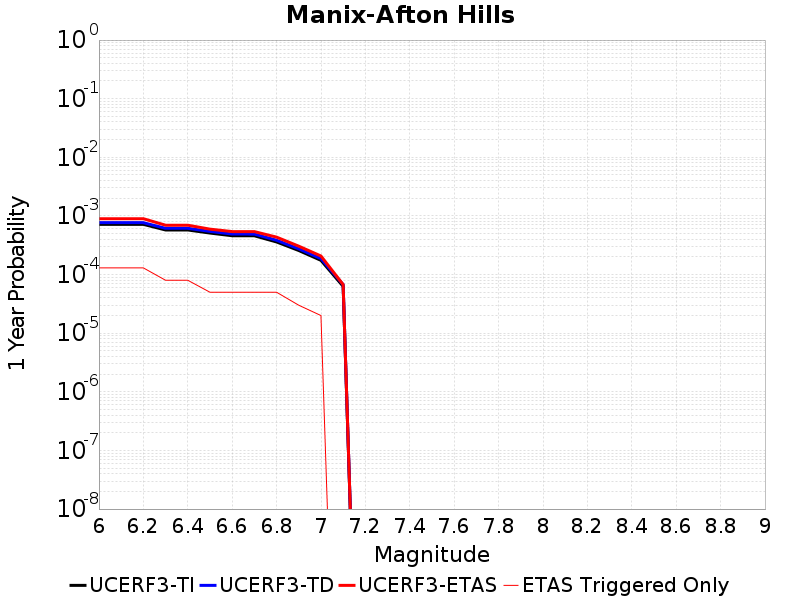 Manix-Afton Hills
1 Year Probability
10^0
10^-1
10^-2
10^-3
10^-4
10^-5
10^-6
10^-7
10^-8
6 6.2 6.4 6.6 6.8 7 7.2 7.4 7.6 7.8 8 8.2 8.4 8.6 8.8 9
Magnitude
UCERF3-TI UCERF3-TD UCERF3-ETAS ETAS Triggered Only